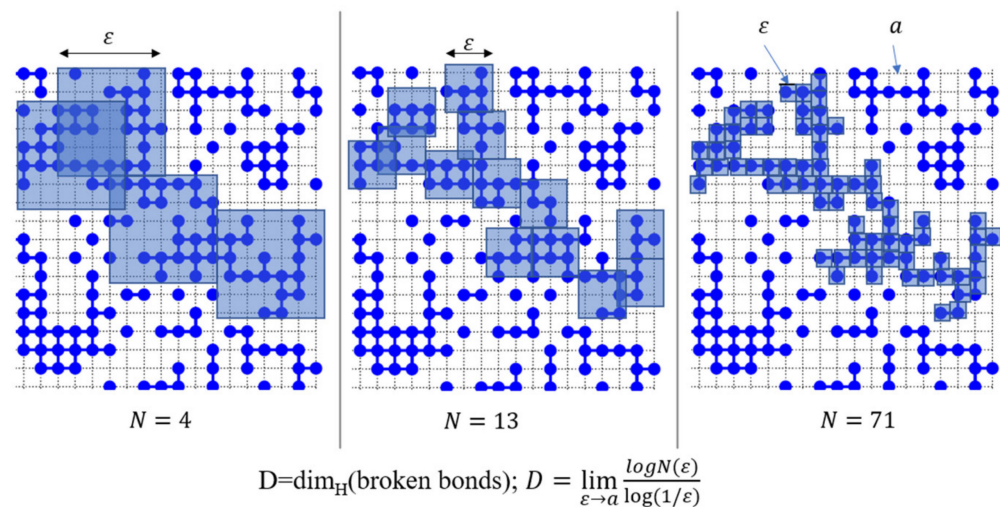 ε
ε
ε
a
N = 4
N = 13
N = 71
D=dim_H(broken bonds); D = lim_{ε→a} logN(ε)/log(1/ε)